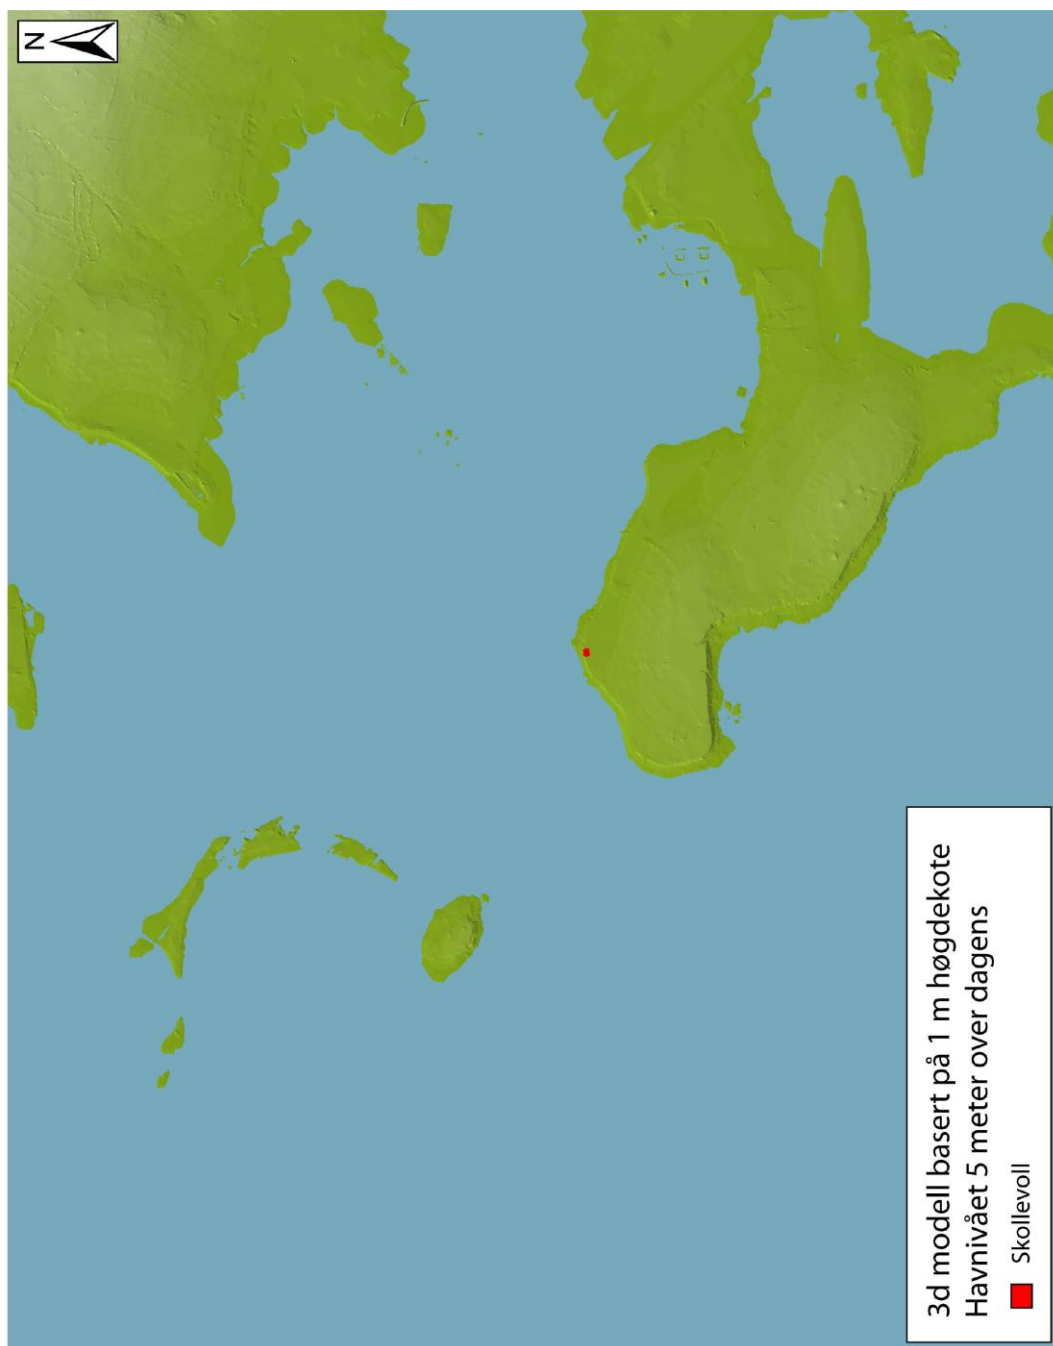 N
3d modell basert på 1 m høgdekote
Havnivået 5 meter over dagens
Skollevoll